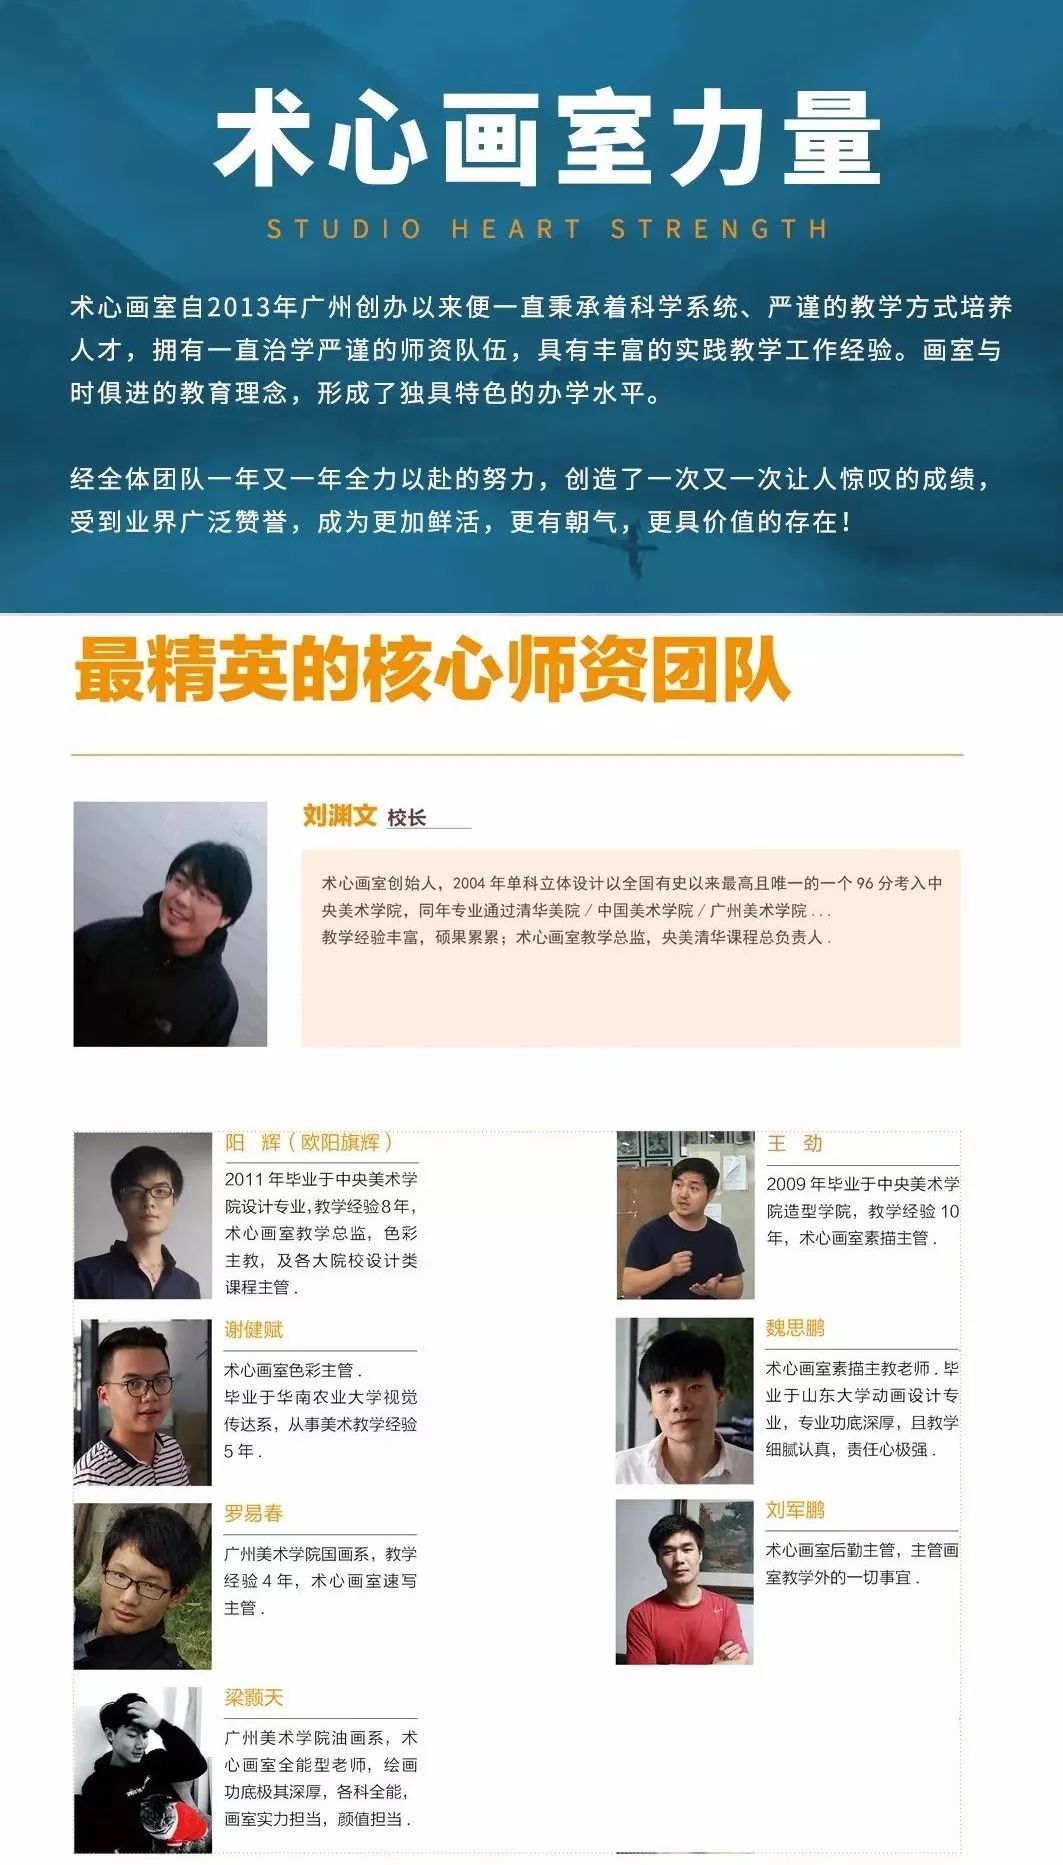 术心画室力量
STUDIO HEART STRENGTH
术心画室自2013年广州创办以来便一直秉承着科学系统、严谨的教学方式培养
人才，拥有一直治学严谨的师资队伍，具有丰富的实践教学工作经验。画室与
时俱进的教育理念，形成了独具特色的办学水平。
经全体团队一年又一年全力以赴的努力，创造了一次又一次让人惊叹的成绩，
受到业界广泛赞誉，成为更加鲜活，更有朝气，更具价值的存在！
最精英的核心师资团队
刘渊文 校长
术心画室创始人，2004年单科立体设计以全国有史以来最高且唯一的一个96分考入中
央美术学院，同年专业通过清华美院/中国美术学院/广州美术学院...
教学经验丰富，硕果累累；术心画室教学总监，央美清华课程总负责人.
阳 辉（欧阳旗辉）
2011年毕业于中央美术学
院设计专业,教学经验8年，
术心画室教学总监，色彩
主教，及各大院校设计类
课程主管.
王 劲
2009年毕业于中央美术学
院造型学院，教学经验10
年，术心画室素描主管.
谢健赋
术心画室色彩主管.
毕业于华南农业大学视觉
传达系，从事美术教学经验
5年.
魏思鹏
术心画室素描主教老师.毕
业于山东大学动画设计专
业，专业功底深厚，且教学
细腻认真，责任心极强.
罗易春
广州美术学院国画系，教学
经验4年，术心画室速写
主管.
刘军鹏
术心画室后勤主管，主管画
室教学外的一切事宜.
梁颢天
广州美术学院油画系，术
心画室全能型老师，绘画
功底极其深厚，各科全能，
画室实力担当，颜值担当.